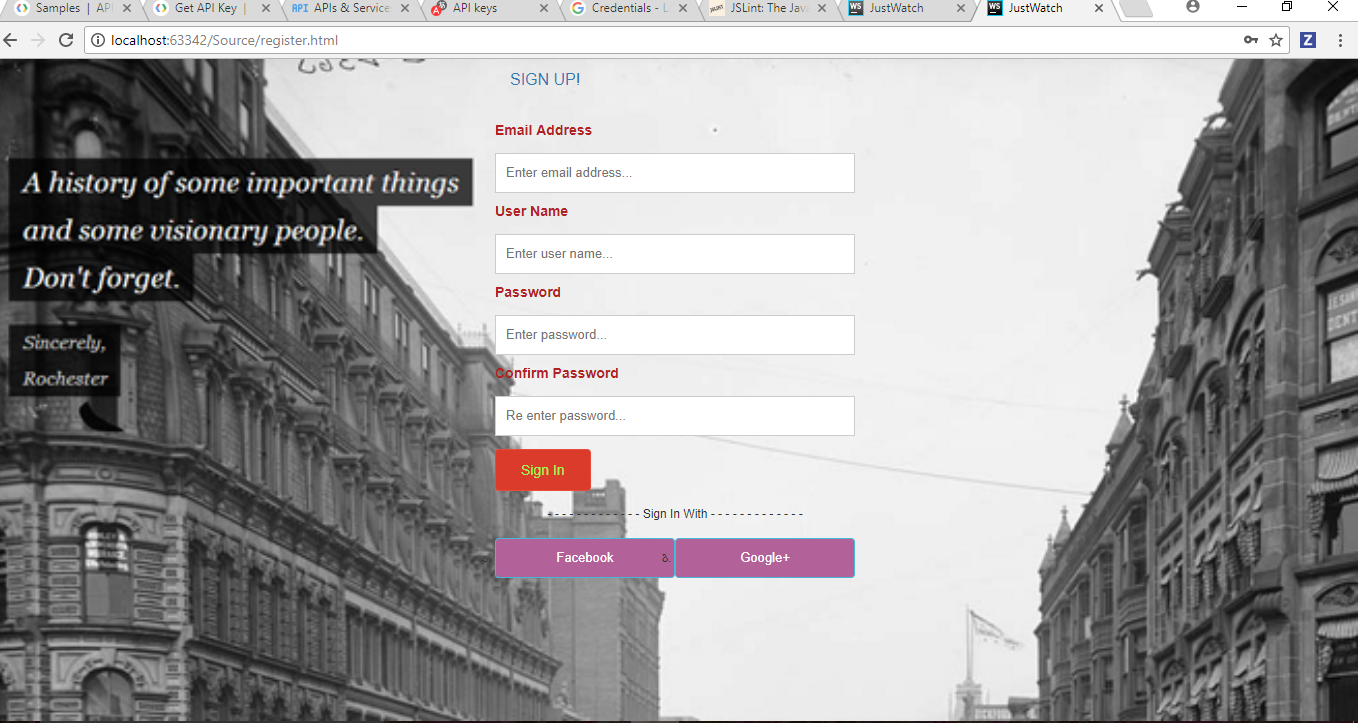 Samples | API
Get API Key |
API APIs & Service
API keys
Credentials - L
JSLint: The Java
WS JustWatch
WS JustWatch
localhost:63342/Source/register.html
Z
SIGN UP!
Email Address
Enter email address...
User Name
Enter user name...
Password
Enter password...
Confirm Password
Re enter password...
Sign In
- - - - - - - - - - - - - Sign In With - - - - - - - - - - - - -
Facebook
Google+
A history of some important things
and some visionary people.
Don't forget.
Sincerely,
Rochester